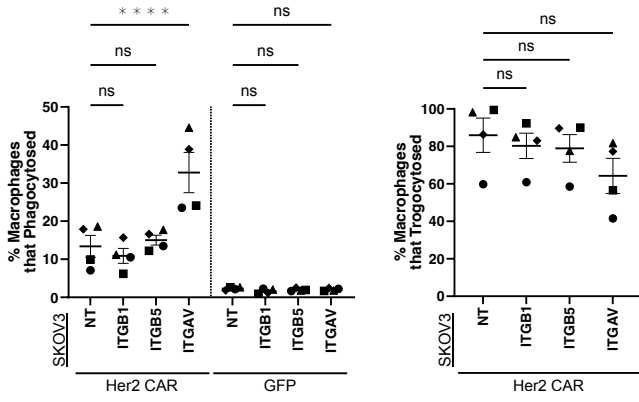 ****
ns
ns
ns
ns
ns
% Macrophages
that Phagocytosed
50
40
30
20
10
0
SKOV3
NT
ITGB1
ITGB5
ITGAV
NT
ITGB1
ITGB5
ITGAV
Her2 CAR
GFP
ns
ns
ns
% Macrophages
that Trogocytosed
100
80
60
40
20
0
SKOV3
NT
ITGB1
ITGB5
ITGAV
Her2 CAR